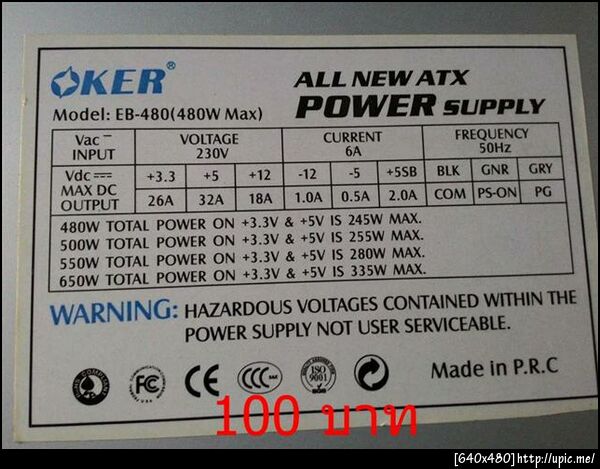 OKER®
ALL NEW ATX
POWER SUPPLY
Model: EB-480(480W Max)
Vac INPUT VOLTAGE 230V CURRENT 6A FREQUENCY 50Hz
Vdc MAX DC OUTPUT +3.3 +5 +12 -12 -5 +5SB BLK GNR GRY
26A 32A 18A 1.0A 0.5A 2.0A COM PS-ON PG
480W TOTAL POWER ON +3.3V & +5V IS 245W MAX.
500W TOTAL POWER ON +3.3V & +5V IS 255W MAX.
550W TOTAL POWER ON +3.3V & +5V IS 280W MAX.
650W TOTAL POWER ON +3.3V & +5V IS 335W MAX.
WARNING: HAZARDOUS VOLTAGES CONTAINED WITHIN THE
POWER SUPPLY NOT USER SERVICEABLE.
FC CE CCC ISO 9001 Made in P.R.C
100 บาท
[640x480]http://upic.me/